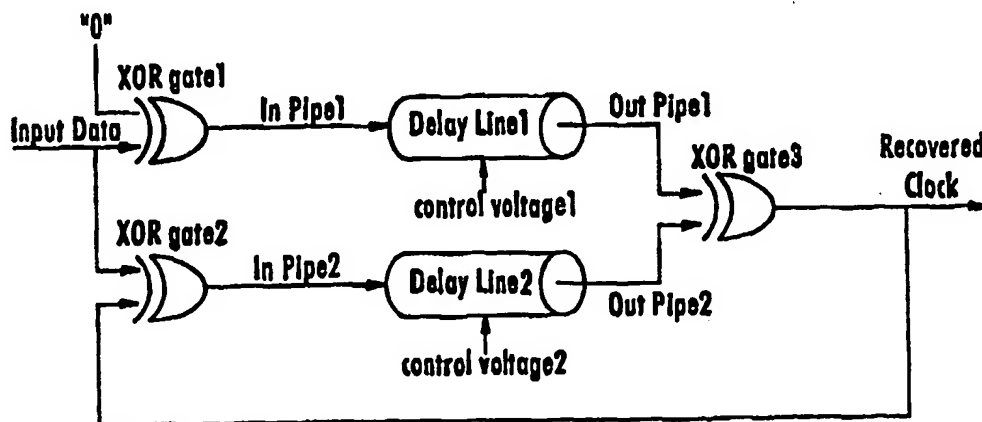 "0"
XOR gate1
Input Data
In Pipe1
Delay Line1
Out Pipe1
control voltage1
XOR gate3
Recovered
Clock
XOR gate2
In Pipe2
Delay Line2
Out Pipe2
control voltage2